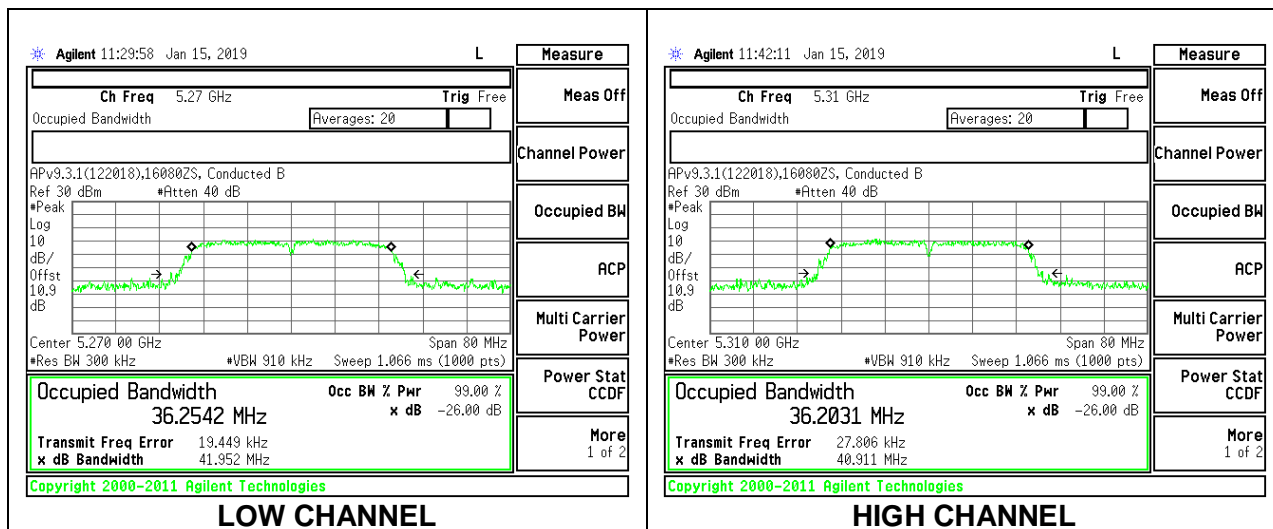 Agilent 11:29:58 Jan 15, 2019 L
Measure
Ch Freq 5.27 GHz Trig Free
Meas Off
Occupied Bandwidth Averages: 20
Channel Power
APv9.3.1(122018),16080ZS, Conducted B
Ref 30 dBm #Atten 40 dB
#Peak
Log
10
dB/
Offst
10.9
dB
Occupied BW
ACP
Multi Carrier
Power
Center 5.270 00 GHz Span 80 MHz
#Res BW 300 kHz #VBW 910 kHz Sweep 1.066 ms (1000 pts)
Power Stat
CCDF
Occupied Bandwidth Occ BW % Pwr 99.00 %
36.2542 MHz x dB -26.00 dB
Transmit Freq Error 19.449 kHz
x dB Bandwidth 41.952 MHz
More
1 of 2
Copyright 2000-2011 Agilent Technologies
LOW CHANNEL
Agilent 11:42:11 Jan 15, 2019 L
Measure
Ch Freq 5.31 GHz Trig Free
Meas Off
Occupied Bandwidth Averages: 20
Channel Power
APv9.3.1(122018),16080ZS, Conducted B
Ref 30 dBm #Atten 40 dB
#Peak
Log
10
dB/
Offst
10.9
dB
Occupied BW
ACP
Multi Carrier
Power
Center 5.310 00 GHz Span 80 MHz
#Res BW 300 kHz #VBW 910 kHz Sweep 1.066 ms (1000 pts)
Power Stat
CCDF
Occupied Bandwidth Occ BW % Pwr 99.00 %
36.2031 MHz x dB -26.00 dB
Transmit Freq Error 27.806 kHz
x dB Bandwidth 40.911 MHz
More
1 of 2
Copyright 2000-2011 Agilent Technologies
HIGH CHANNEL